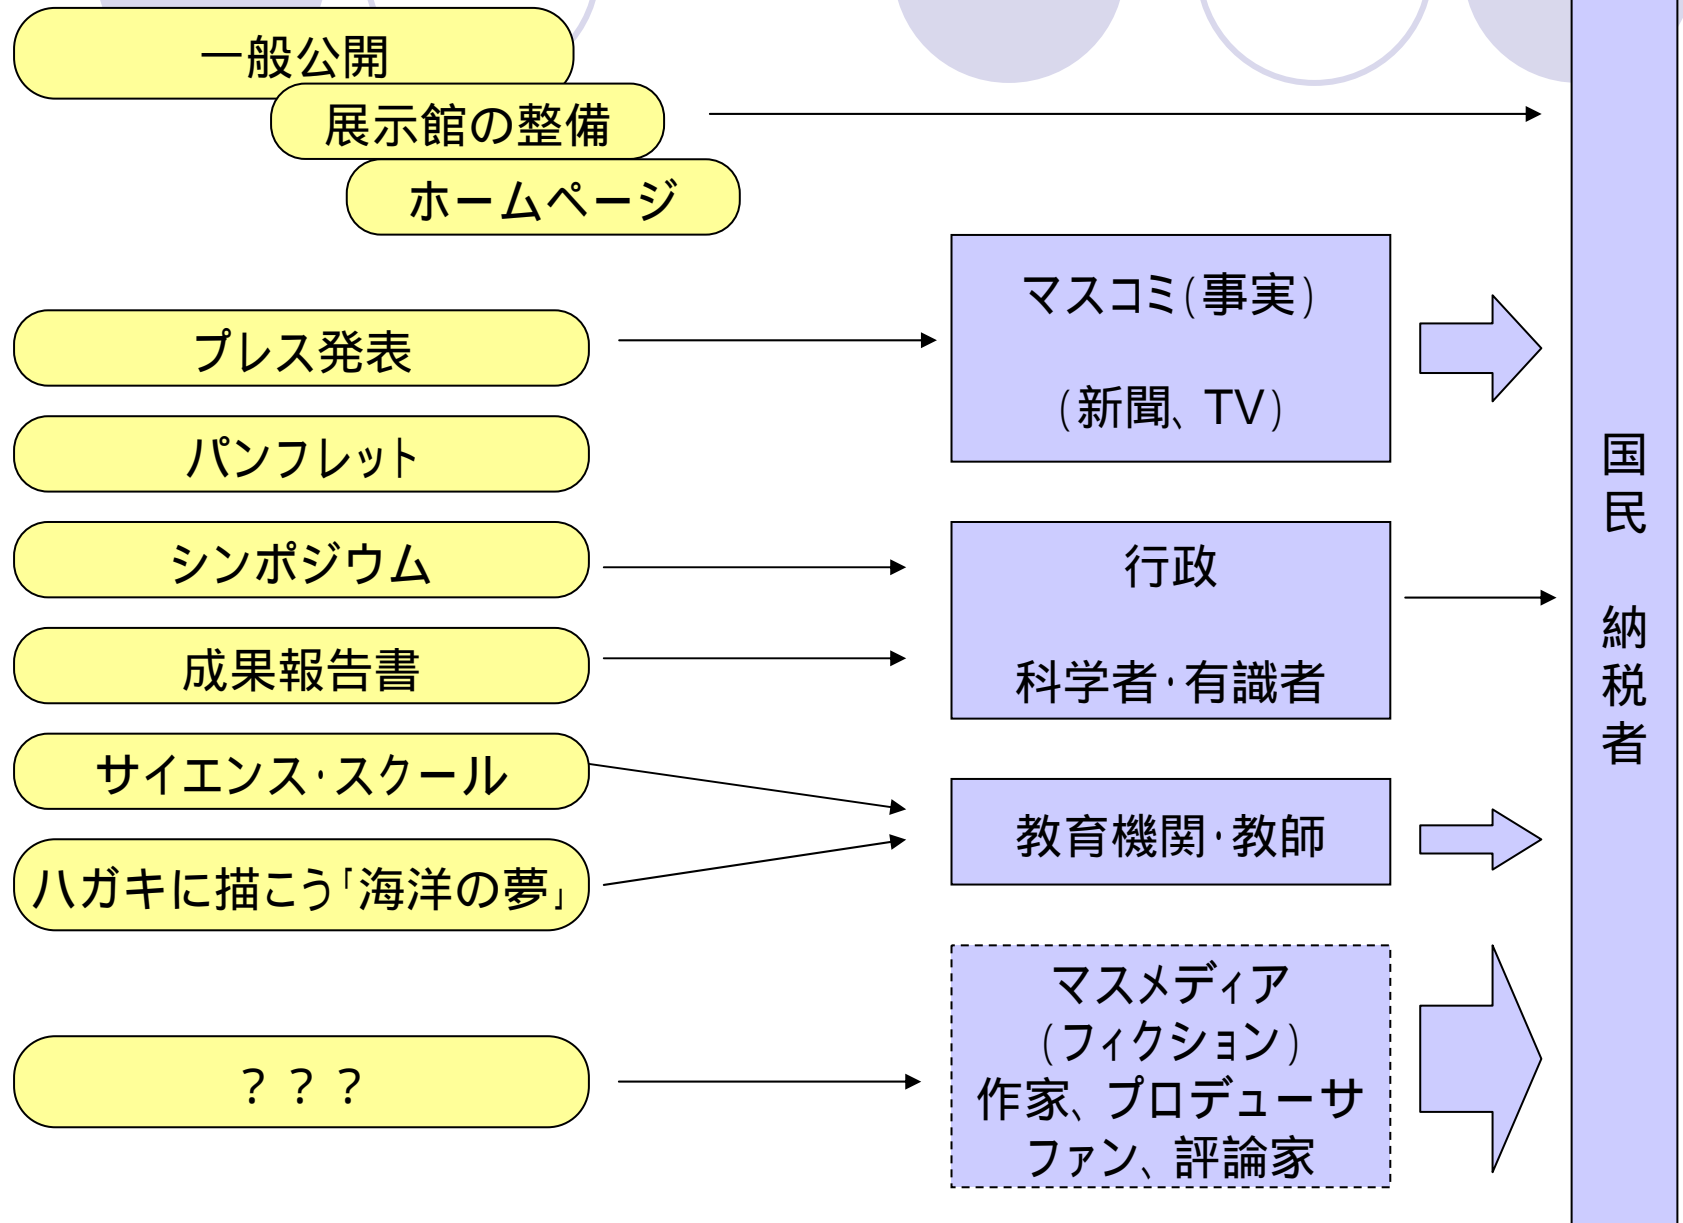 一般公開
展示館の整備
ホームページ
プレス発表
パンフレット
シンポジウム
成果報告書
サイエンス・スクール
ハガキに描こう「海洋の夢」
？？？
マスコミ(事実)
(新聞、TV)
行政
科学者・有識者
教育機関・教師
マスメディア
(フィクション)
作家、プロデューサ
ファン、評論家
国民　納税者